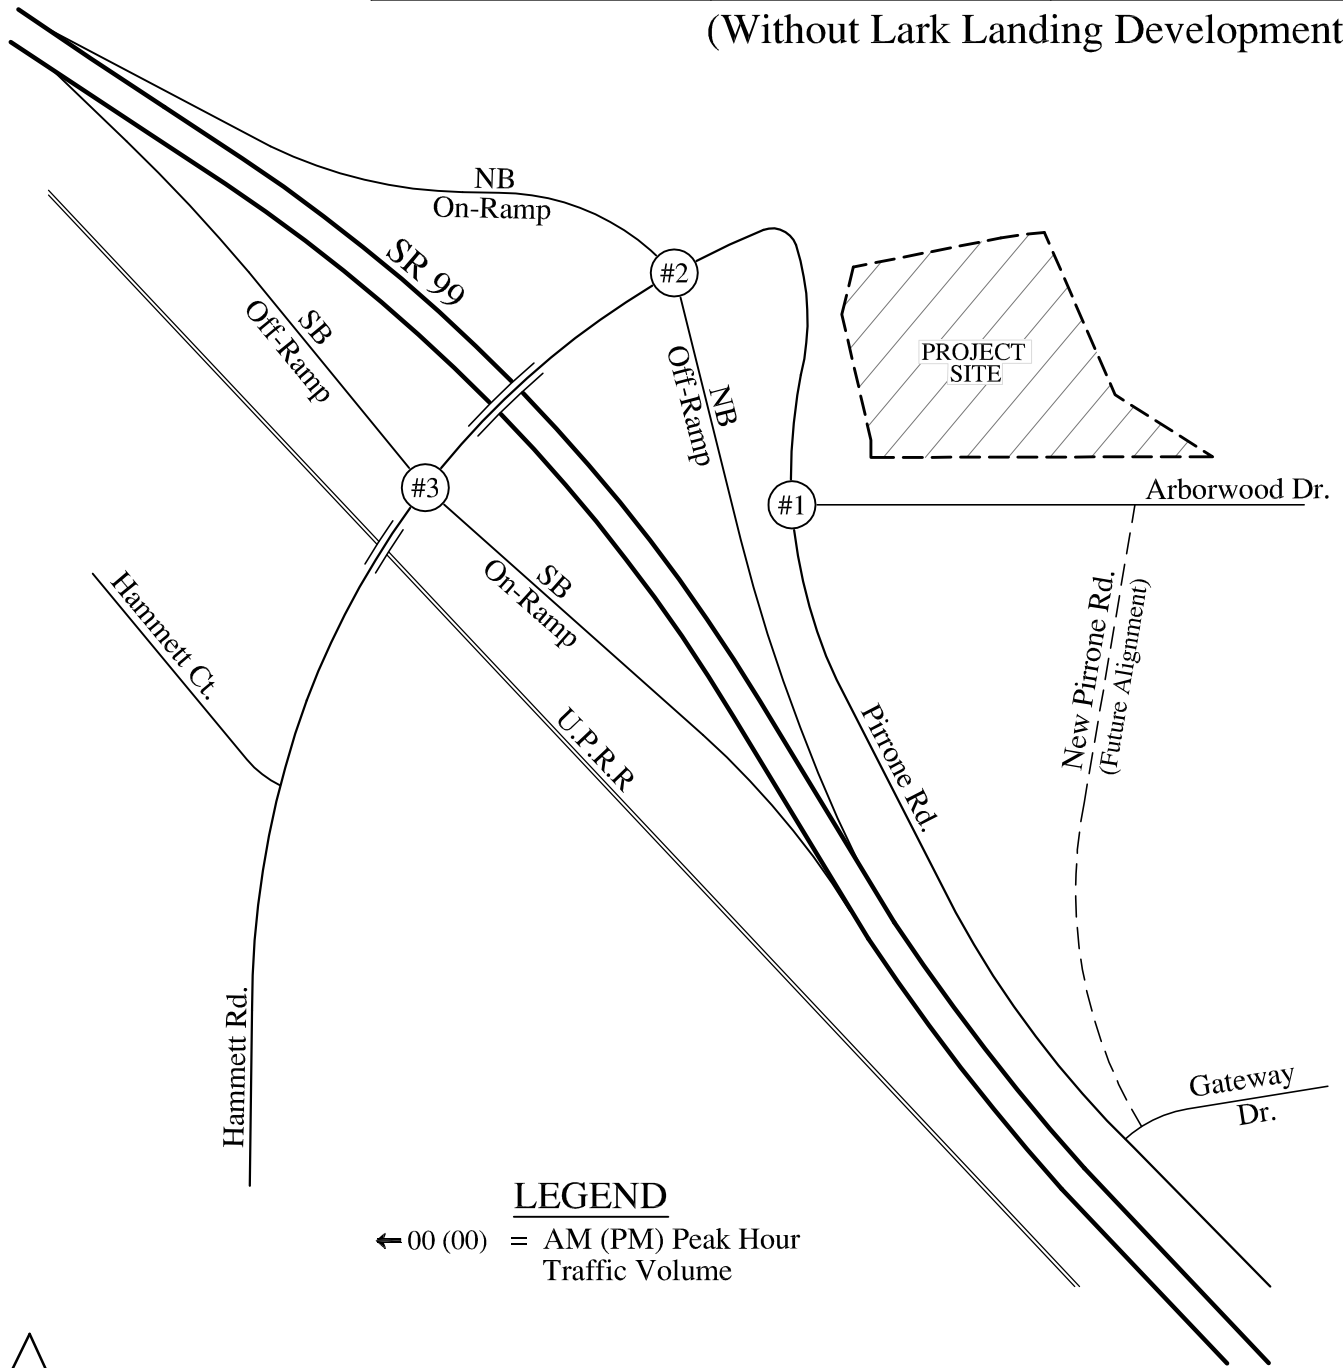 (Without Lark Landing Development
NB
On-Ramp
SR 99
#2
SB
Off-Ramp
PROJECT
SITE
NB
Off-Ramp
#3
#1
Arborwood Dr.
SB
On-Ramp
Hammett Ct.
New Pirrone Rd.
(Future Alignment)
U.P.R.R
Pirrone Rd.
Hammett Rd.
Gateway
Dr.
LEGEND
00 (00) = AM (PM) Peak Hour
Traffic Volume